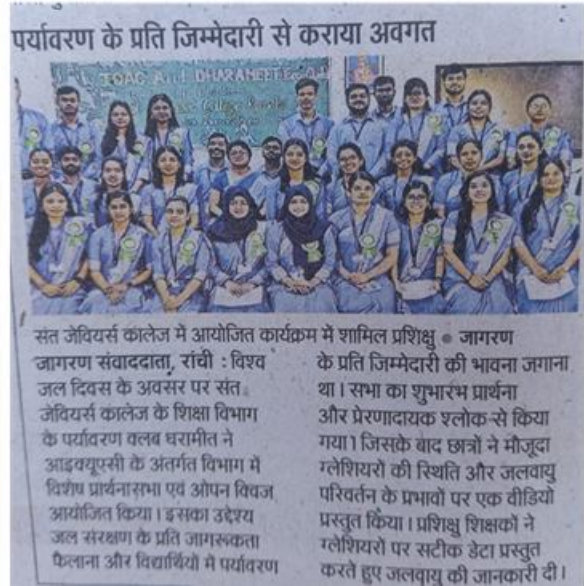 पर्यावरण के प्रति जिम्मेदारी से कराया अवगत
IQAC A DHARAMEET Eco
College
संत जेवियर्स कालेज में आयोजित कार्यक्रम में शामिल प्रशिक्षु ● जागरण
जागरण संवाददाता, रांची : विश्व
जल दिवस के अवसर पर संत
जेवियर्स कालेज के शिक्षा विभाग
के पर्यावरण क्लब धरामीत ने
आइक्यूएसी के अंतर्गत विभाग में
विशेष प्रार्थनासभा एवं ओपन क्विज
आयोजित किया। इसका उद्देश्य
जल संरक्षण के प्रति जागरूकता
फैलाना और विद्यार्थियों में पर्यावरण
के प्रति जिम्मेदारी की भावना जगाना
था। सभा का शुभारंभ प्रार्थना
और प्रेरणादायक श्लोक से किया
गया। जिसके बाद छात्रों ने मौजूदा
ग्लेशियरों की स्थिति और जलवायु
परिवर्तन के प्रभावों पर एक वीडियो
प्रस्तुत किया। प्रशिक्षु शिक्षकों ने
ग्लेशियरों पर सटीक डेटा प्रस्तुत
करते हुए जलवायु की जानकारी दी।